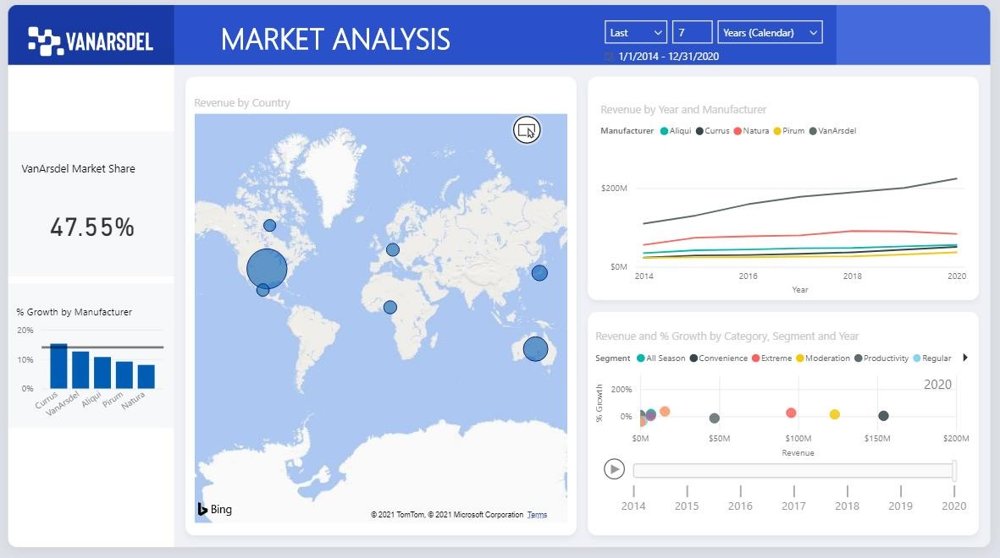 VANARSDEL
MARKET ANALYSIS
Last
7
Years (Calendar)
1/1/2014 - 12/31/2020
VanArsdel Market Share
47.55%
% Growth by Manufacturer
20%
10%
0%
Currus
VanArsdel
Aliqui
Pirum
Natura
Revenue by Country
Bing
© 2021 TomTom, © 2021 Microsoft Corporation Terms
Revenue by Year and Manufacturer
Manufacturer Aliqui Currus Natura Pirum VanArsdel
$200M
$0M
2014 2016 2018 2020
Year
Revenue and % Growth by Category, Segment and Year
Segment All Season Convenience Extreme Moderation Productivity Regular
2020
% Growth
200%
0%
$0M $50M $100M $150M $200M
Revenue
2014 2015 2016 2017 2018 2019 2020